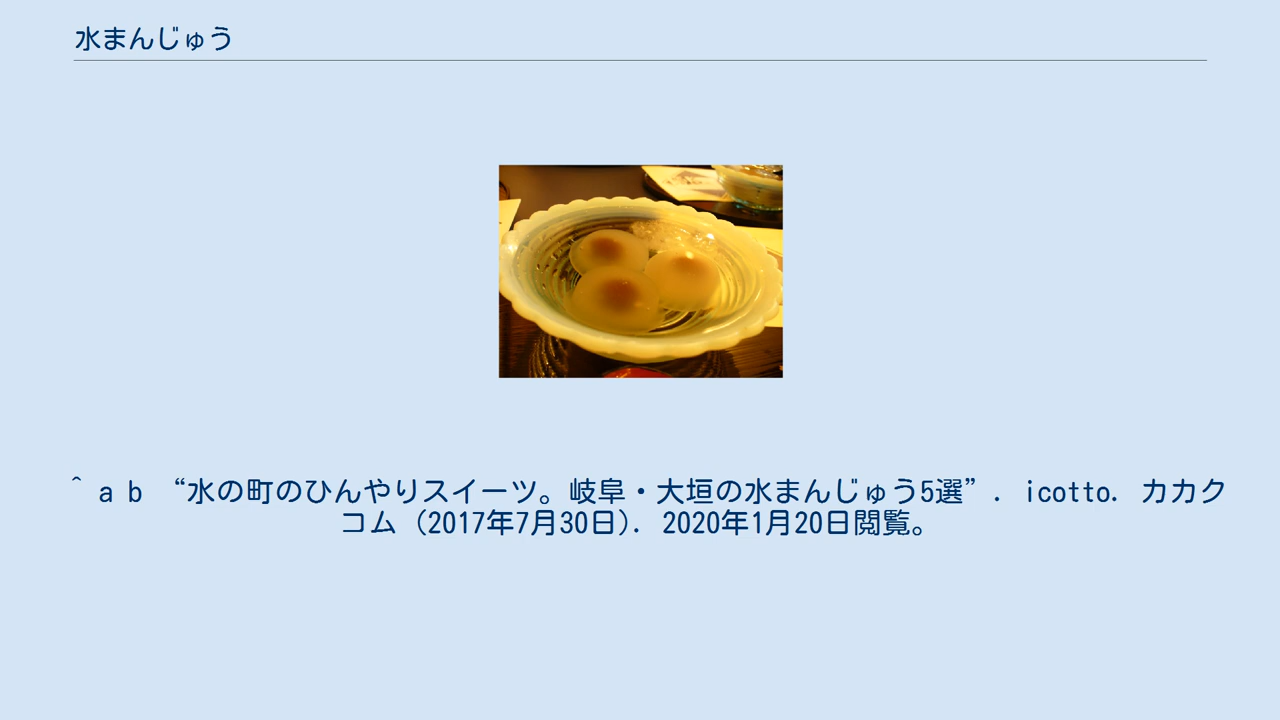 水まんじゅう
^ a b “水の町のひんやりスイーツ。岐阜・大垣の水まんじゅう5選”. icotto. カカク
コム (2017年7月30日). 2020年1月20日閲覧。